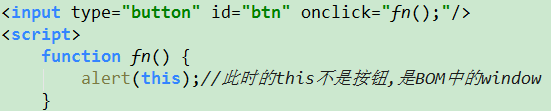 <input type="button" id="btn" onclick="fn();"/>
<script>
function fn() {
alert(this);//此时的this不是按钮,是BOM中的window
}